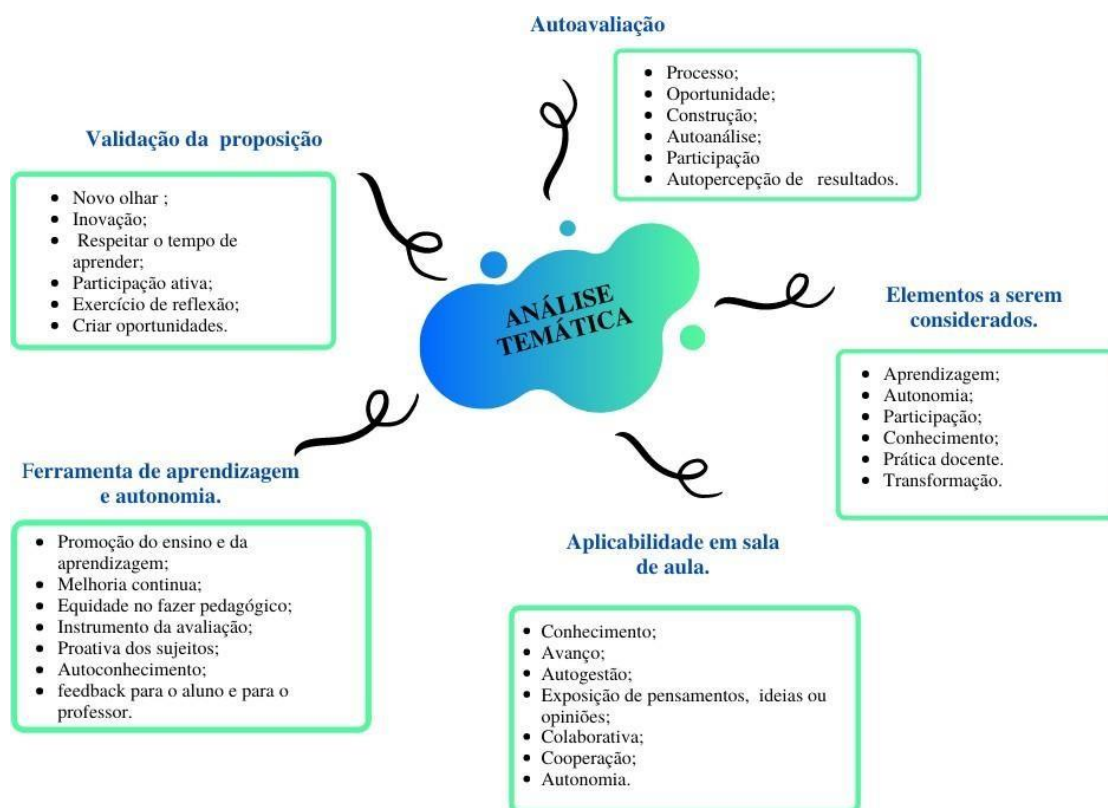 Autoavaliação
• Processo;
• Oportunidade;
• Construção;
• Autoanálise;
• Participação
• Autopercepção de resultados.
Validação da proposição
• Novo olhar ;
• Inovação;
• Respeitar o tempo de
aprender;
• Participação ativa;
• Exercício de reflexão;
• Criar oportunidades.
ANÁLISE
TEMÁTICA
Elementos a serem
considerados.
• Aprendizagem;
• Autonomia;
• Participação;
• Conhecimento;
• Prática docente.
• Transformação.
Ferramenta de aprendizagem
e autonomia.
• Promoção do ensino e da
aprendizagem;
• Melhoria continua;
• Equidade no fazer pedagógico;
• Instrumento da avaliação;
• Proativa dos sujeitos;
• Autoconhecimento;
• feedback para o aluno e para o
professor.
Aplicabilidade em sala
de aula.
• Conhecimento;
• Avanço;
• Autogestão;
• Exposição de pensamentos, ideias ou
opiniões;
• Colaborativa;
• Cooperação;
• Autonomia.